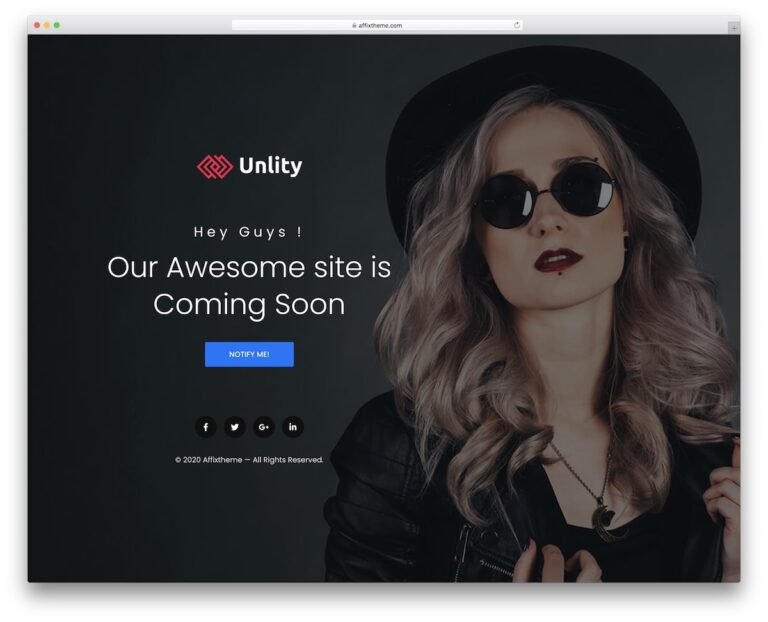 affixtheme.com
Unlity
Hey Guys !
Our Awesome site is
Coming Soon
NOTIFY ME!
f G+ in
© 2020 Affixtheme — All Rights Reserved.